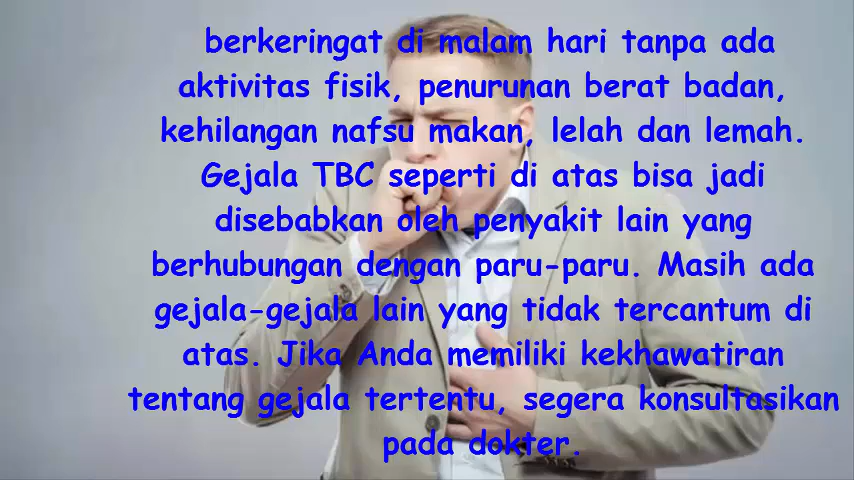 berkeringat di malam hari tanpa ada
aktivitas fisik, penurunan berat badan,
kehilangan nafsu makan, lelah dan lemah.
Gejala TBC seperti di atas bisa jadi
disebabkan oleh penyakit lain yang
berhubungan dengan paru-paru. Masih ada
gejala-gejala lain yang tidak tercantum di
atas. Jika Anda memiliki kekhawatiran
tentang gejala tertentu, segera konsultasikan
pada dokter.